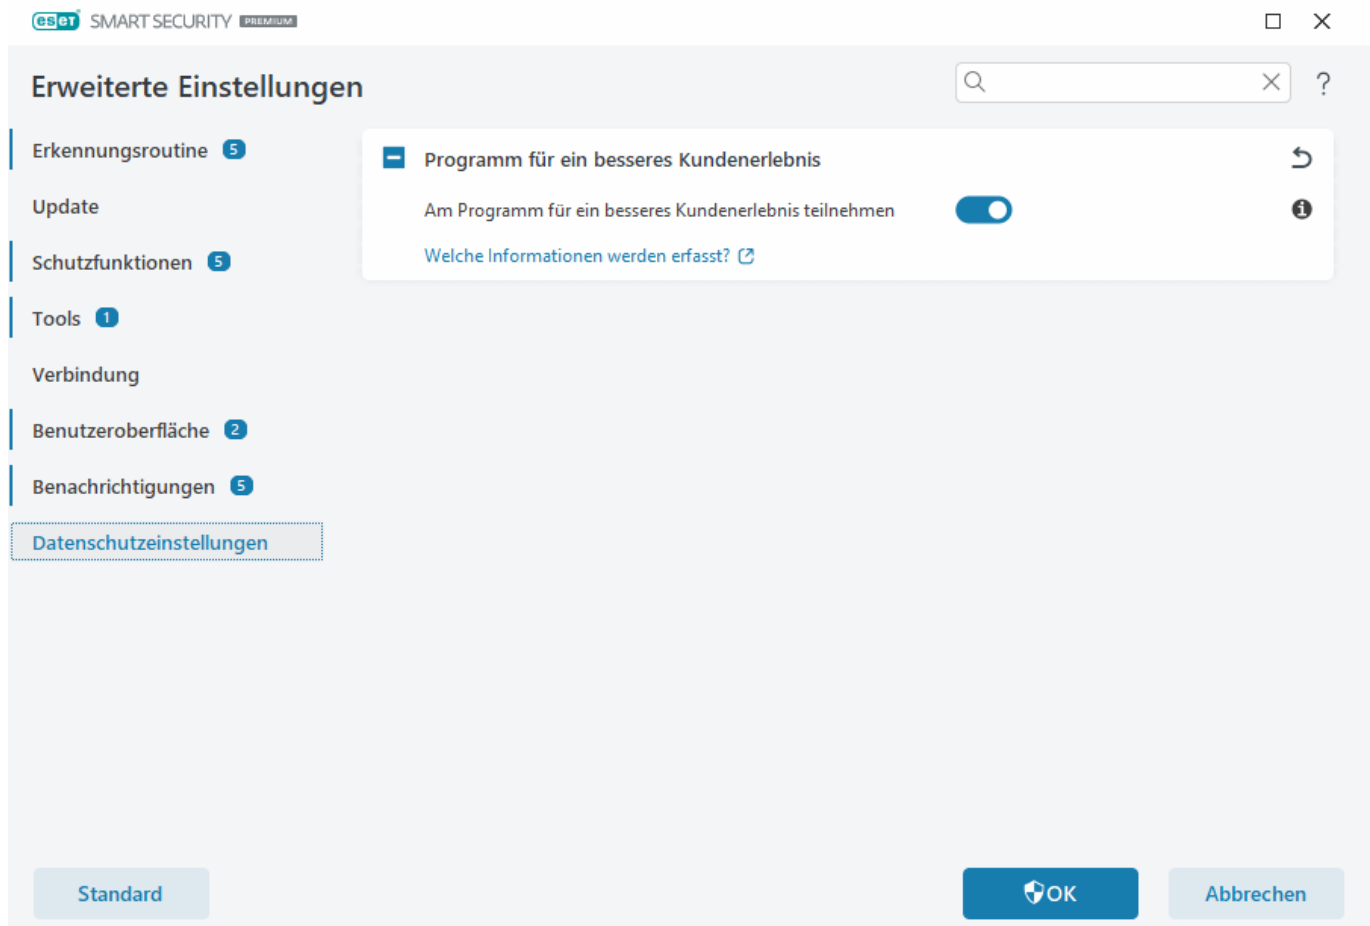 eset SMART SECURITY PREMIUM
Erweiterte Einstellungen
?
Erkennungsroutine 5
Update
Schutzfunktionen 5
Tools 1
Verbindung
Benutzeroberfläche 2
Benachrichtigungen 5
Datenschutzeinstellungen
Programm für ein besseres Kundenerlebnis
Am Programm für ein besseres Kundenerlebnis teilnehmen
Welche Informationen werden erfasst?
Standard
OK
Abbrechen